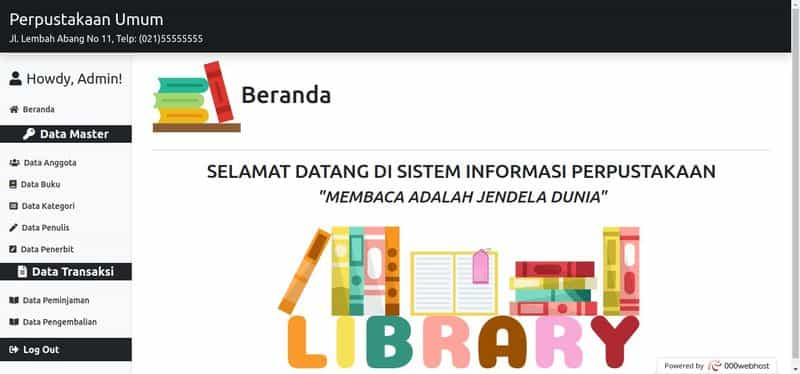 Perpustakaan Umum
Jl. Lembah Abang No 11, Telp: (021)55555555
Howdy, Admin!
Beranda
Data Master
Data Anggota
Data Buku
Data Kategori
Data Penulis
Data Penerbit
Data Transaksi
Data Peminjaman
Data Pengembalian
Log Out
Beranda
SELAMAT DATANG DI SISTEM INFORMASI PERPUSTAKAAN
"MEMBACA ADALAH JENDELA DUNIA"
LIBRARY
Powered by 000webhost